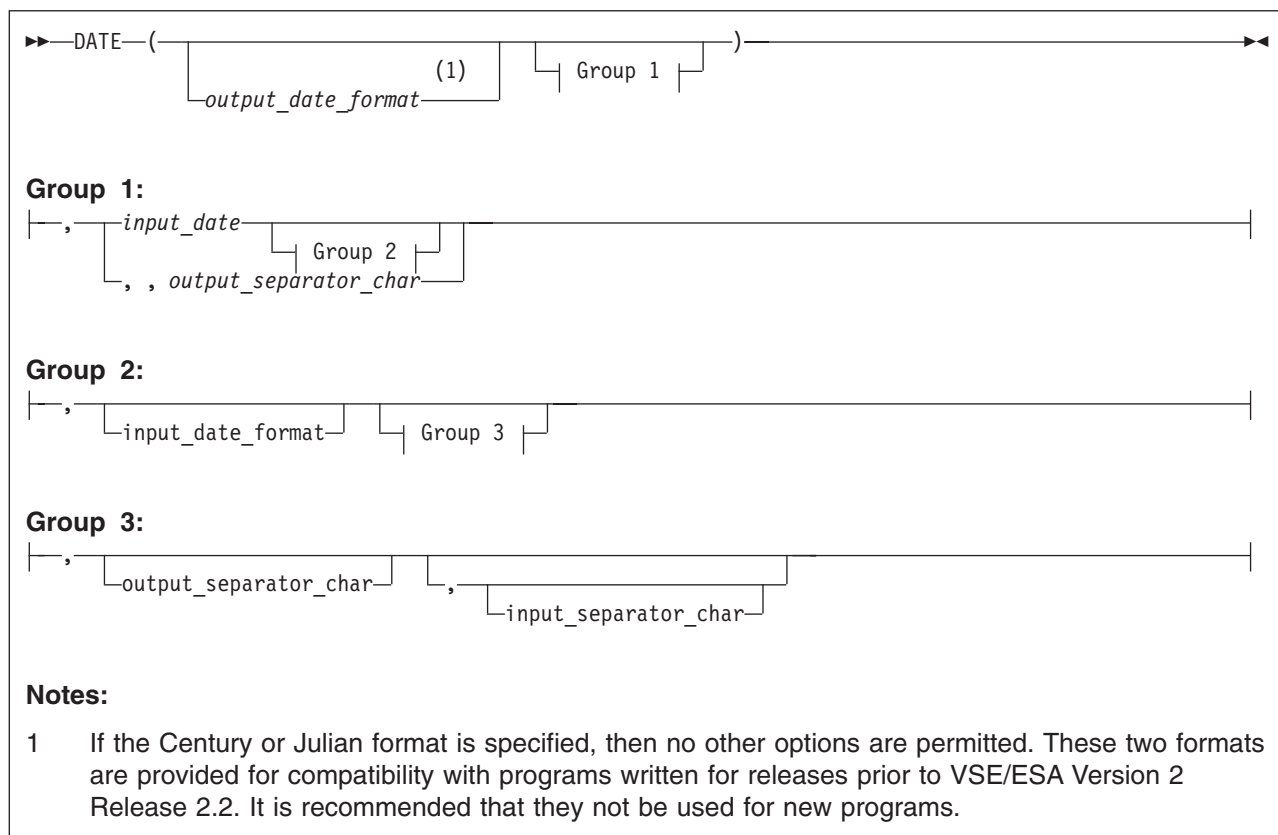 DATE ( )
(1)
output_date_format
Group 1
Group 1:
, input_date
Group 2
, , output_separator_char
Group 2:
,
input_date_format
Group 3
Group 3:
,
output_separator_char
,
input_separator_char
Notes:
1 If the Century or Julian format is specified, then no other options are permitted. These two formats
are provided for compatibility with programs written for releases prior to VSE/ESA Version 2
Release 2.2. It is recommended that they not be used for new programs.